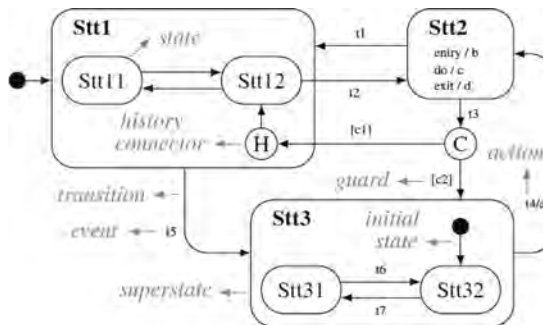 Stt1
state
Stt11
Stt12
t1
t2
Stt2
entry / b
do / c
exit / d
t3
history
connector
H
[c1]
C
action
transition
guard
[c2]
t4/a
event
t5
Stt3
initial
state
superstate
Stt31
t6
t7
Stt32